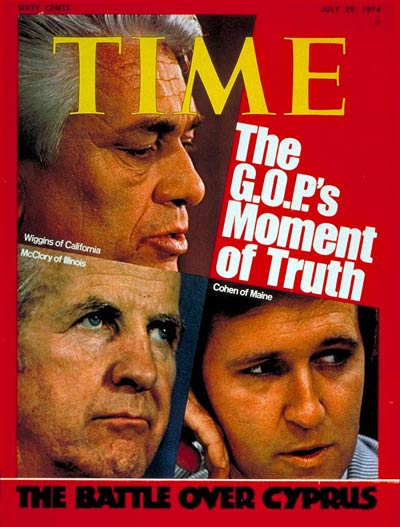 SIXTY CENTS JULY 29, 1974
TIME
The
G.O.P.'s
Moment
of Truth
Wiggins of California
McClory of Illinois
Cohen of Maine
THE BATTLE OVER CYPRUS